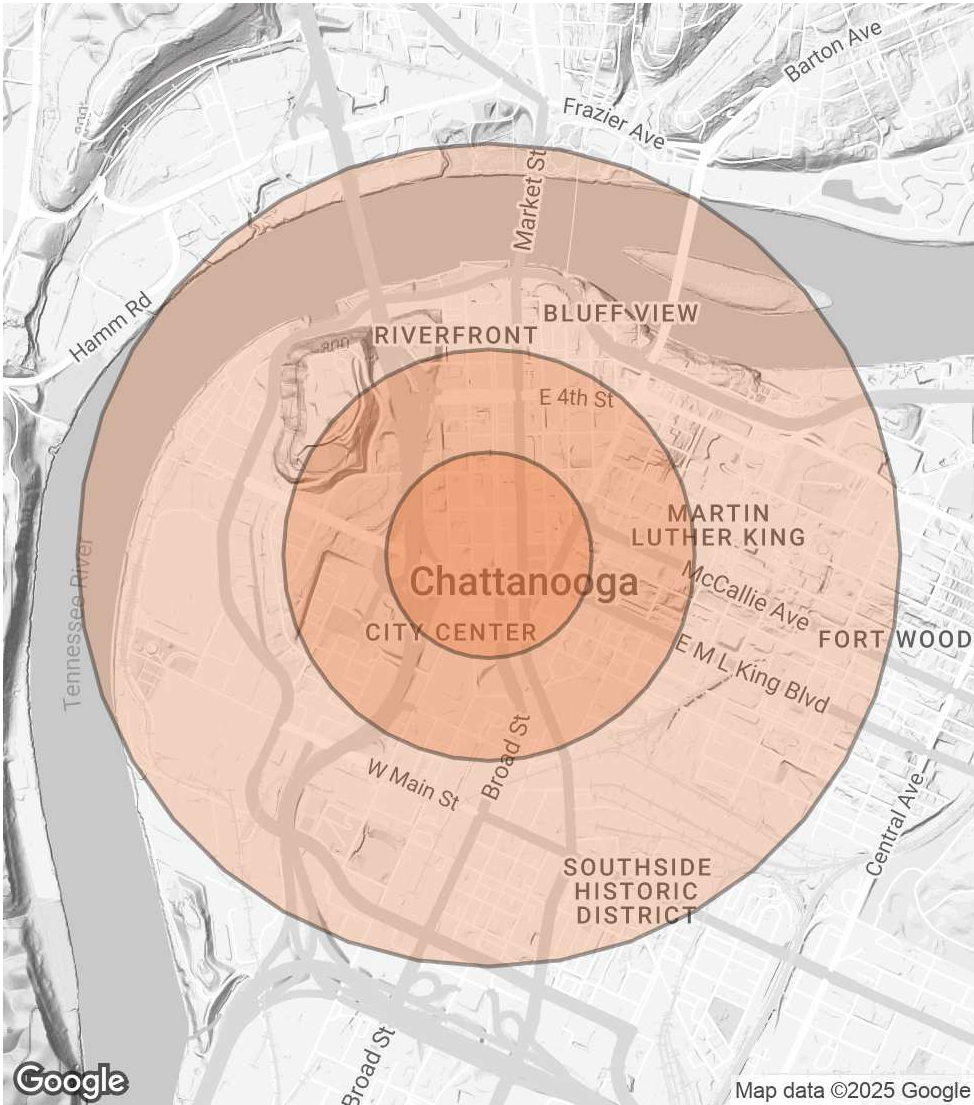 Barton Ave
Frazier Ave
Market St
Hamm Rd
BLUFF VIEW
RIVERFRONT
800
E 4th St
MARTIN
LUTHER KING
Tennessee River
Chattanooga
McCallie Ave
CITY CENTER
FORT WOOD
E M L King Blvd
Broad St
W Main St
Central Ave
SOUTHSIDE
HISTORIC
DISTRICT
Broad St
Google
Map data ©2025 Google